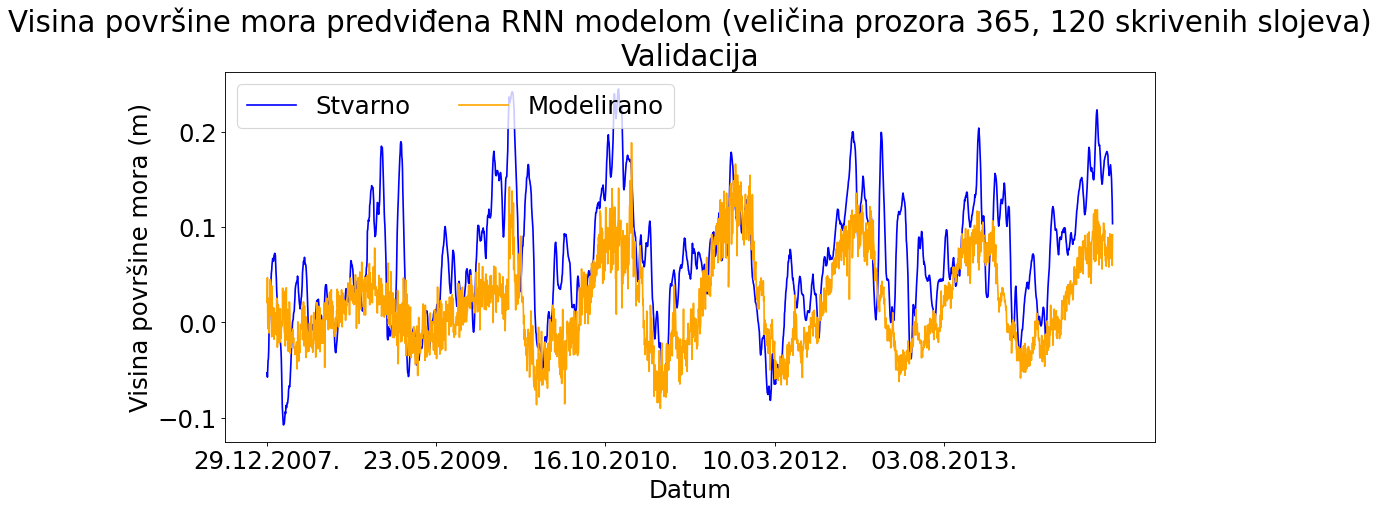 Visina površine mora predviđena RNN modelom (veličina prozora 365, 120 skrivenih slojeva)
Validacija
Stvarno
Modelirano
Visina površine mora (m)
0.2
0.1
0.0
−0.1
29.12.2007.
23.05.2009.
16.10.2010.
10.03.2012.
03.08.2013.
Datum